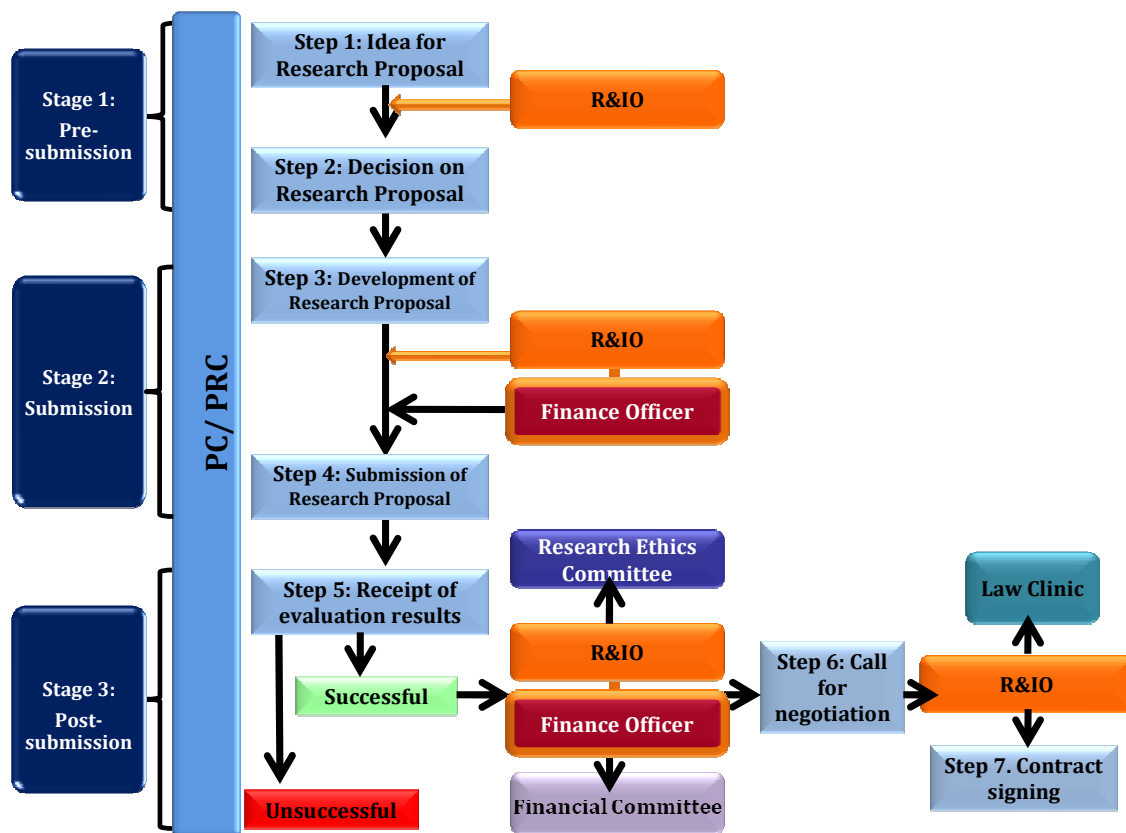 Stage 1:
Pre-
submission
Stage 2:
Submission
Stage 3:
Post-
submission
PC/ PRC
Step 1: Idea for
Research Proposal
R&IO
Step 2: Decision on
Research Proposal
Step 3: Development of
Research Proposal
R&IO
Finance Officer
Step 4: Submission of
Research Proposal
Step 5: Receipt of
evaluation results
Successful
Unsuccessful
Research Ethics
Committee
R&IO
Finance Officer
Financial Committee
Step 6: Call
for
negotiation
Law Clinic
R&IO
Step 7. Contract
signing